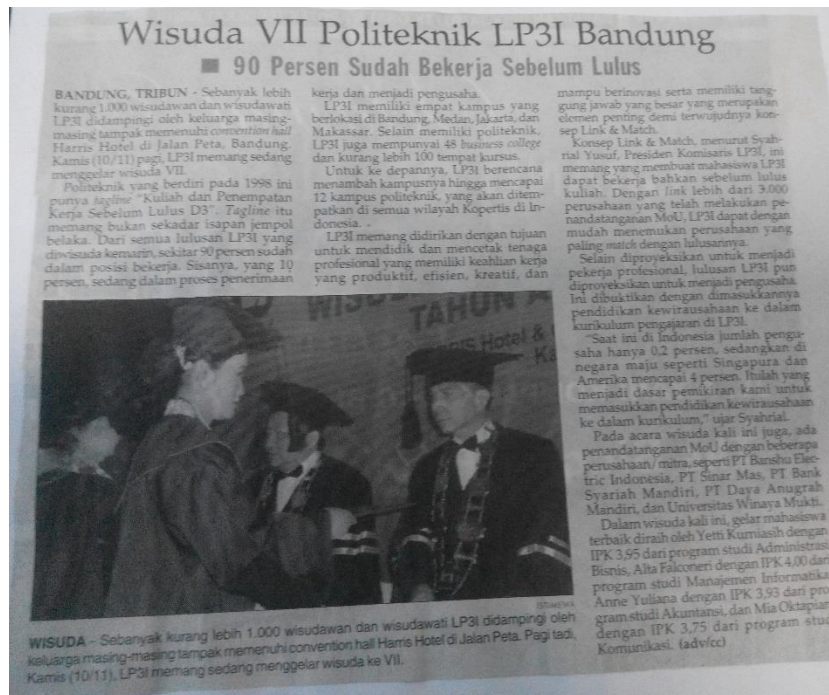 Wisuda VII Politeknik LP3I Bandung
■ 90 Persen Sudah Bekerja Sebelum Lulus
BANDUNG, TRIBUN - Sebanyak lebih
kurang 1.000 wisudawan dan wisudawati
LP3I didampingi oleh keluarga masing-
masing tampak memenuhi convention hall
Harris Hotel di Jalan Peta, Bandung,
Kamis (10/11) pagi, LP3I memang sedang
menggelar wisuda VII.
Politeknik yang berdiri pada 1998 ini
punya tagline "Kuliah dan Penempatan
Kerja Sebelum Lulus D3". Tagline itu
memang bukan sekadar isapan jempol
belaka. Dari semua lulusan LP3I yang
diwisuda kemarin, sekitar 90 persen sudah
dalam posisi bekerja. Sisanya, yang 10
persen, sedang dalam proses penerimaan
kerja dan menjadi pengusaha.
LP3I memiliki empat kampus yang
berlokasi di Bandung, Medan, Jakarta, dan
Makassar. Selain memiliki politeknik,
LP3I juga mempunyai 48 business college
dan kurang lebih 100 tempat kursus.
Untuk ke depannya, LP3I berencana
menambah kampusnya hingga mencapai
12 kampus politeknik, yang akan ditem-
patkan di semua wilayah Kopertis di In-
donesia. .
LP3I memang didirikan dengan tujuan
untuk mendidik dan mencetak tenaga
profesional yang memiliki keahlian kerja
yang produktif, efisien, kreatif, dan
mampu berinovasi serta memiliki tang-
gung jawab yang besar yang merupakan
elemen penting demi terwujudnya kon-
sep Link & Match.
Konsep Link & Match, menurut Syah-
rial Yusuf, Presiden Komisaris LP3I, ini
memang yang membuat mahasiswa LP3I
dapat bekerja bahkan sebelum lulus
kuliah. Dengan link lebih dari 3.000
perusahaan yang telah melakukan pe-
nandatanganan MoU, LP3I dapat dengan
mudah menemukan perusahaan yang
paling match dengan lulusannya.
Selain diproyeksikan untuk menjadi
pekerja profesional, lulusan LP3I pun
diproyeksikan untuk menjadi pengusaha.
Ini dibuktikan dengan dimasukkannya
pendidikan kewirausahaan ke dalam
kurikulum pengajaran di LP3I.
"Saat ini di Indonesia jumlah pengu-
saha hanya 0,2 persen, sedangkan di
negara maju seperti Singapura dan
Amerika mencapai 4 persen. Itulah yang
menjadi dasar pemikiran kami untuk
memasukkan pendidikan kewirausahaan
ke dalam kurikulum," ujar Syahrial.
Pada acara wisuda kali ini juga, ada
penandatanganan MoU dengan beberapa
perusahaan/mitra, seperti PT Banshu Elec-
tric Indonesia, PT Sinar Mas, PT Bank
Syariah Mandiri, PT Daya Anugrah
Mandiri, dan Universitas Winaya Mukti.
Dalam wisuda kali ini, gelar mahasiswa
terbaik diraih oleh Yetti Kurniasih dengan
IPK 3,95 dari program studi Administrasi
Bisnis, Alta Falconeri dengan IPK 4,00 dari
program studi Manajemen Informatika,
Anne Yuliana dengan IPK 3,93 dari pro-
gram studi Akuntansi, dan Mia Oktapian
dengan IPK 3,75 dari program studi
Komunikasi. (adv/cc)
WISU
TAHUN A
Hotel &
Ka
ISTIMEWA
WISUDA - Sebanyak kurang lebih 1.000 wisudawan dan wisudawati LP3I didampingi oleh
keluarga masing-masing tampak memenuhi convention hall Harris Hotel di Jalan Peta. Pagi tadi,
Kamis (10/11), LP3I memang sedang menggelar wisuda ke VII.